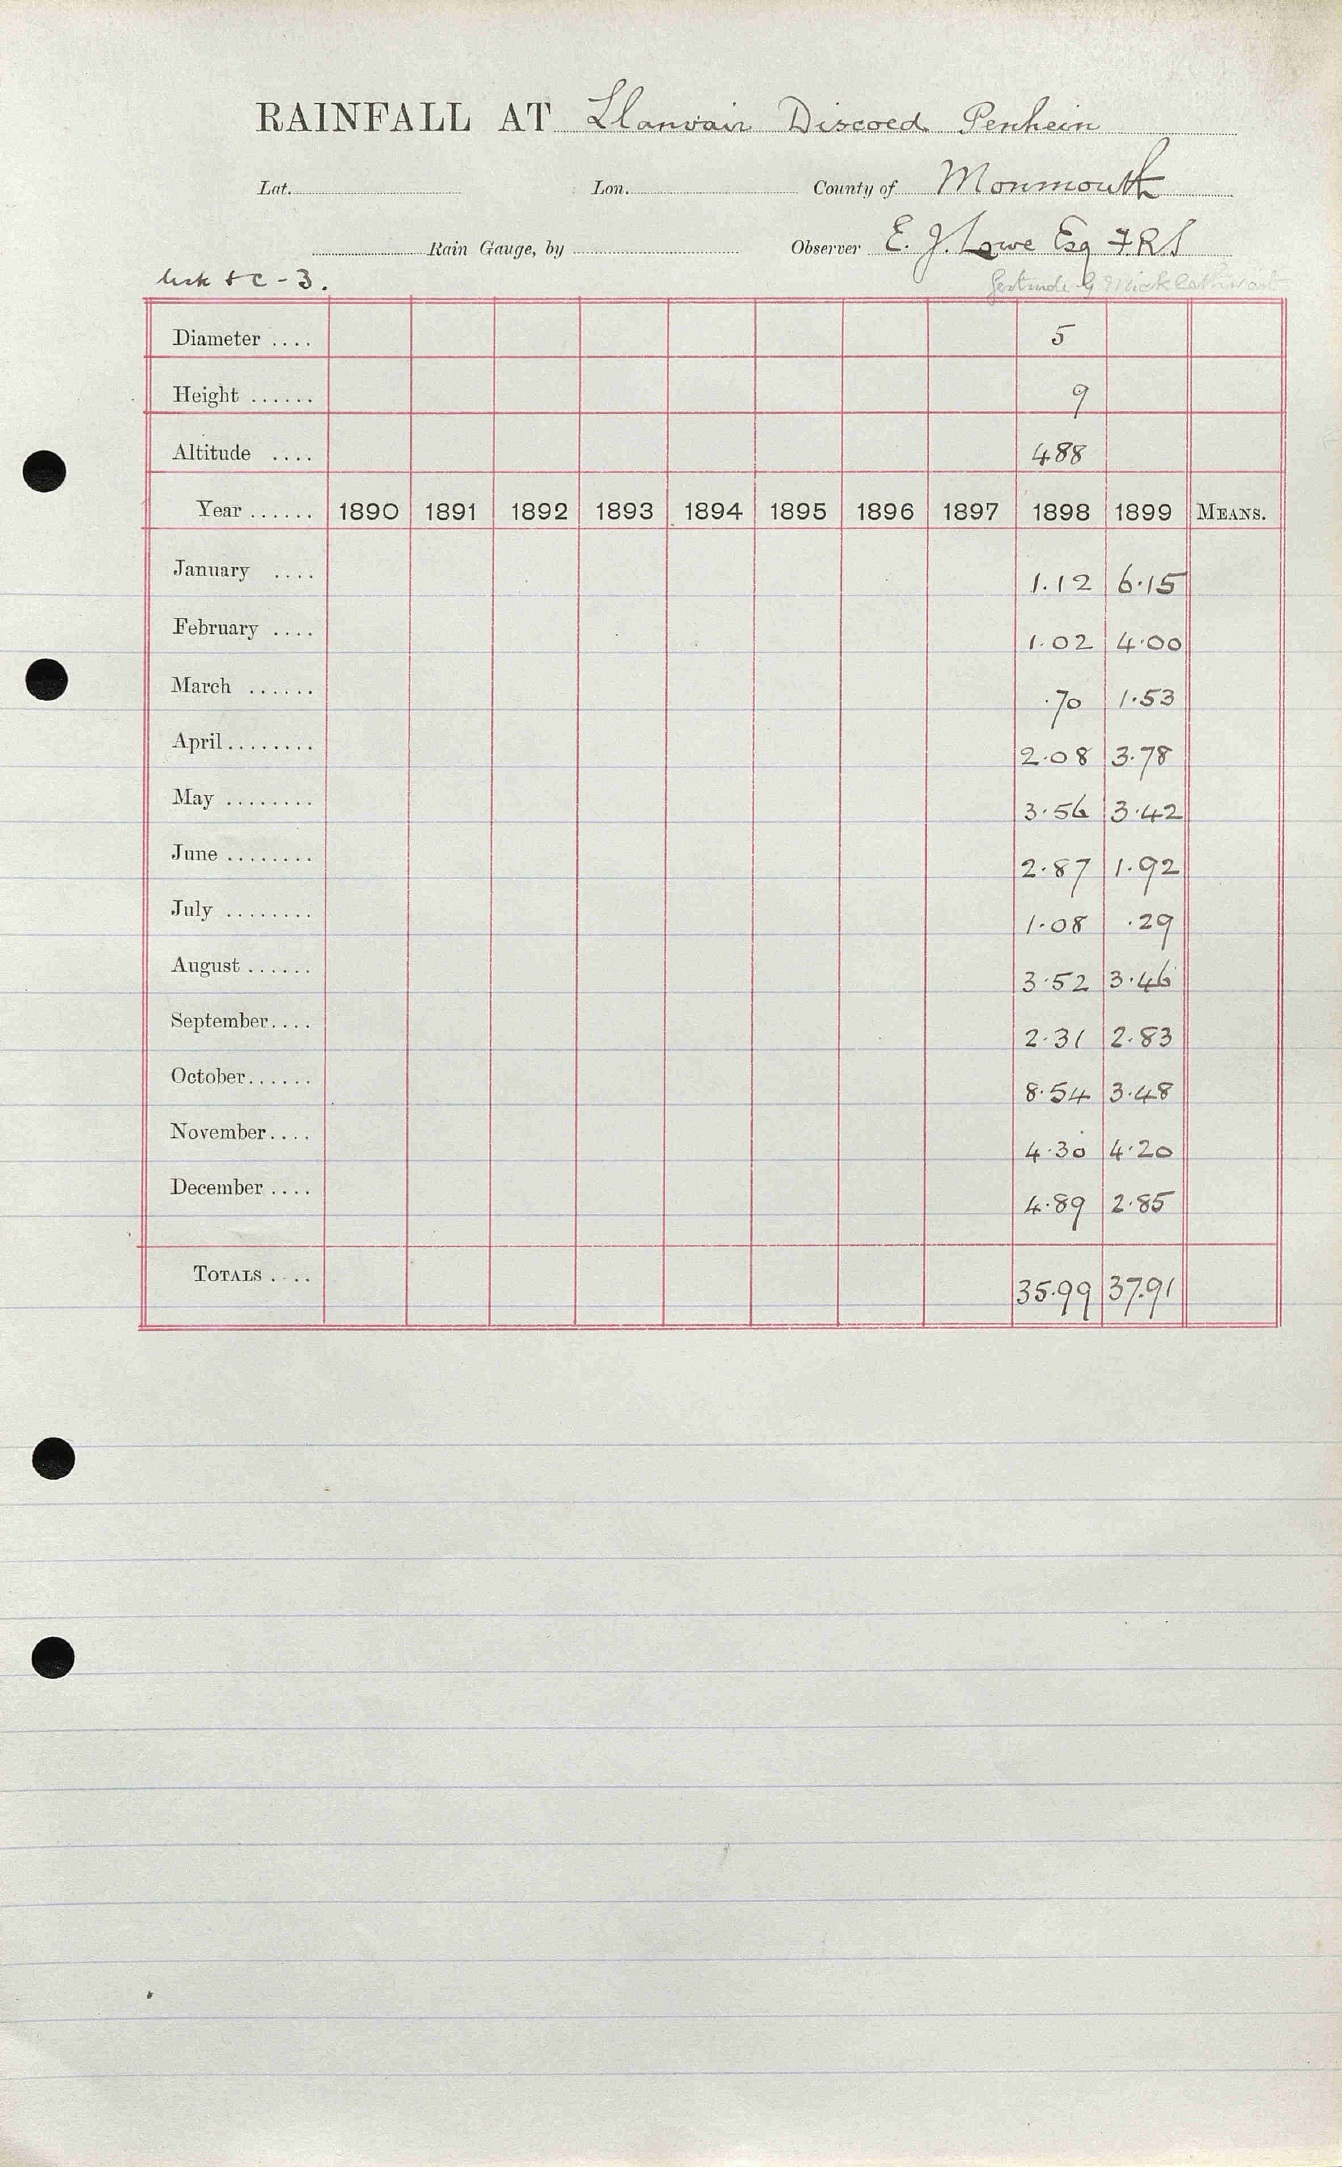 RAINFALL AT Llanvair Discoed Penhein
Lat. Lon. County of Monmouth
Rain Gauge, by Observer E. J. Lowe Esq F.R.S
Usk & C - 3. Gertrude G Micklethwait
Diameter .... 5
Height ...... 9
Altitude .... 488
Year ...... 1890 1891 1892 1893 1894 1895 1896 1897 1898 1899 MEANS.
January .... 1.12 6.15
February .... 1.02 4.00
March ...... .70 1.53
April ........ 2.08 3.78
May ........ 3.56 3.42
June ........ 2.87 1.92
July ........ 1.08 .29
August ...... 3.52 3.46
September.... 2.31 2.83
October...... 8.54 3.48
November.... 4.30 4.20
December .... 4.89 2.85
TOTALS .... 35.99 37.91